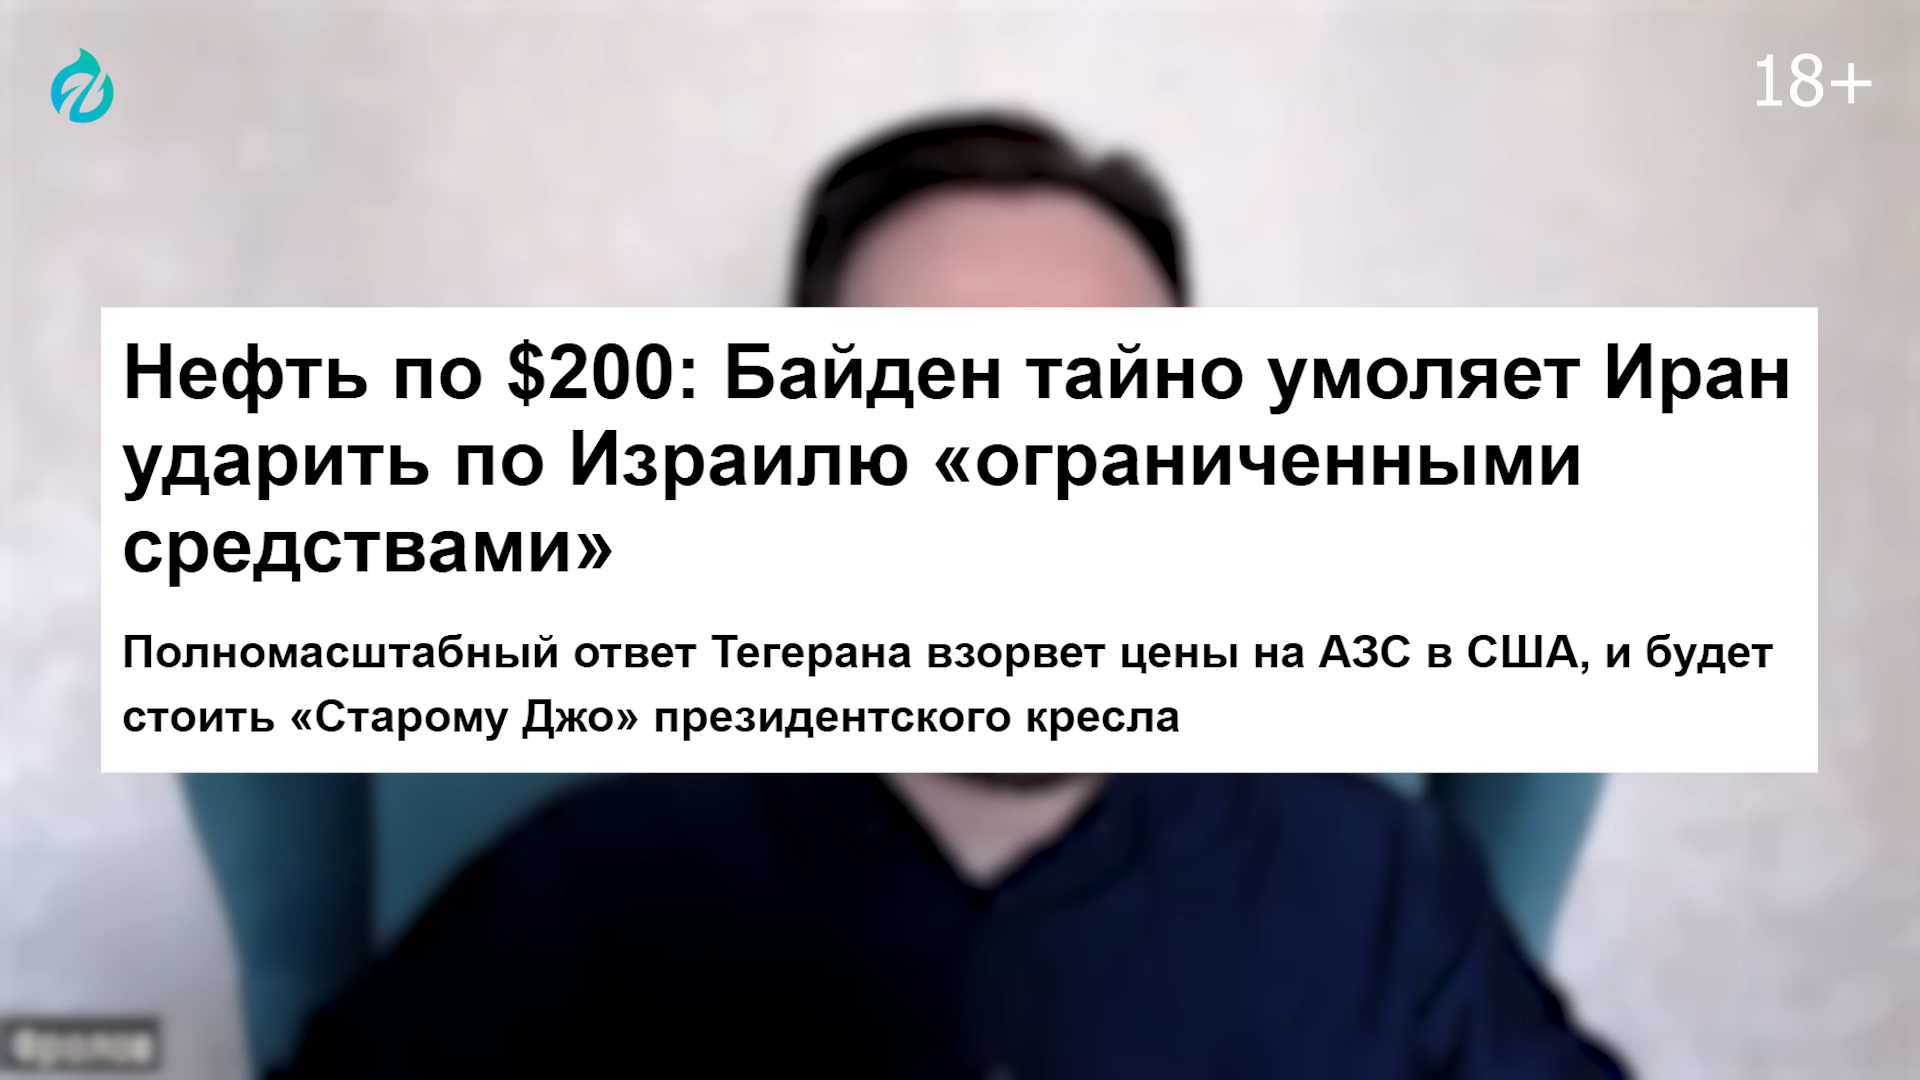 18+
Нефть по $200: Байден тайно умоляет Иран
ударить по Израилю «ограниченными
средствами»
Полномасштабный ответ Тегерана взорвет цены на АЗС в США, и будет
стоить «Старому Джо» президентского кресла
Фролов